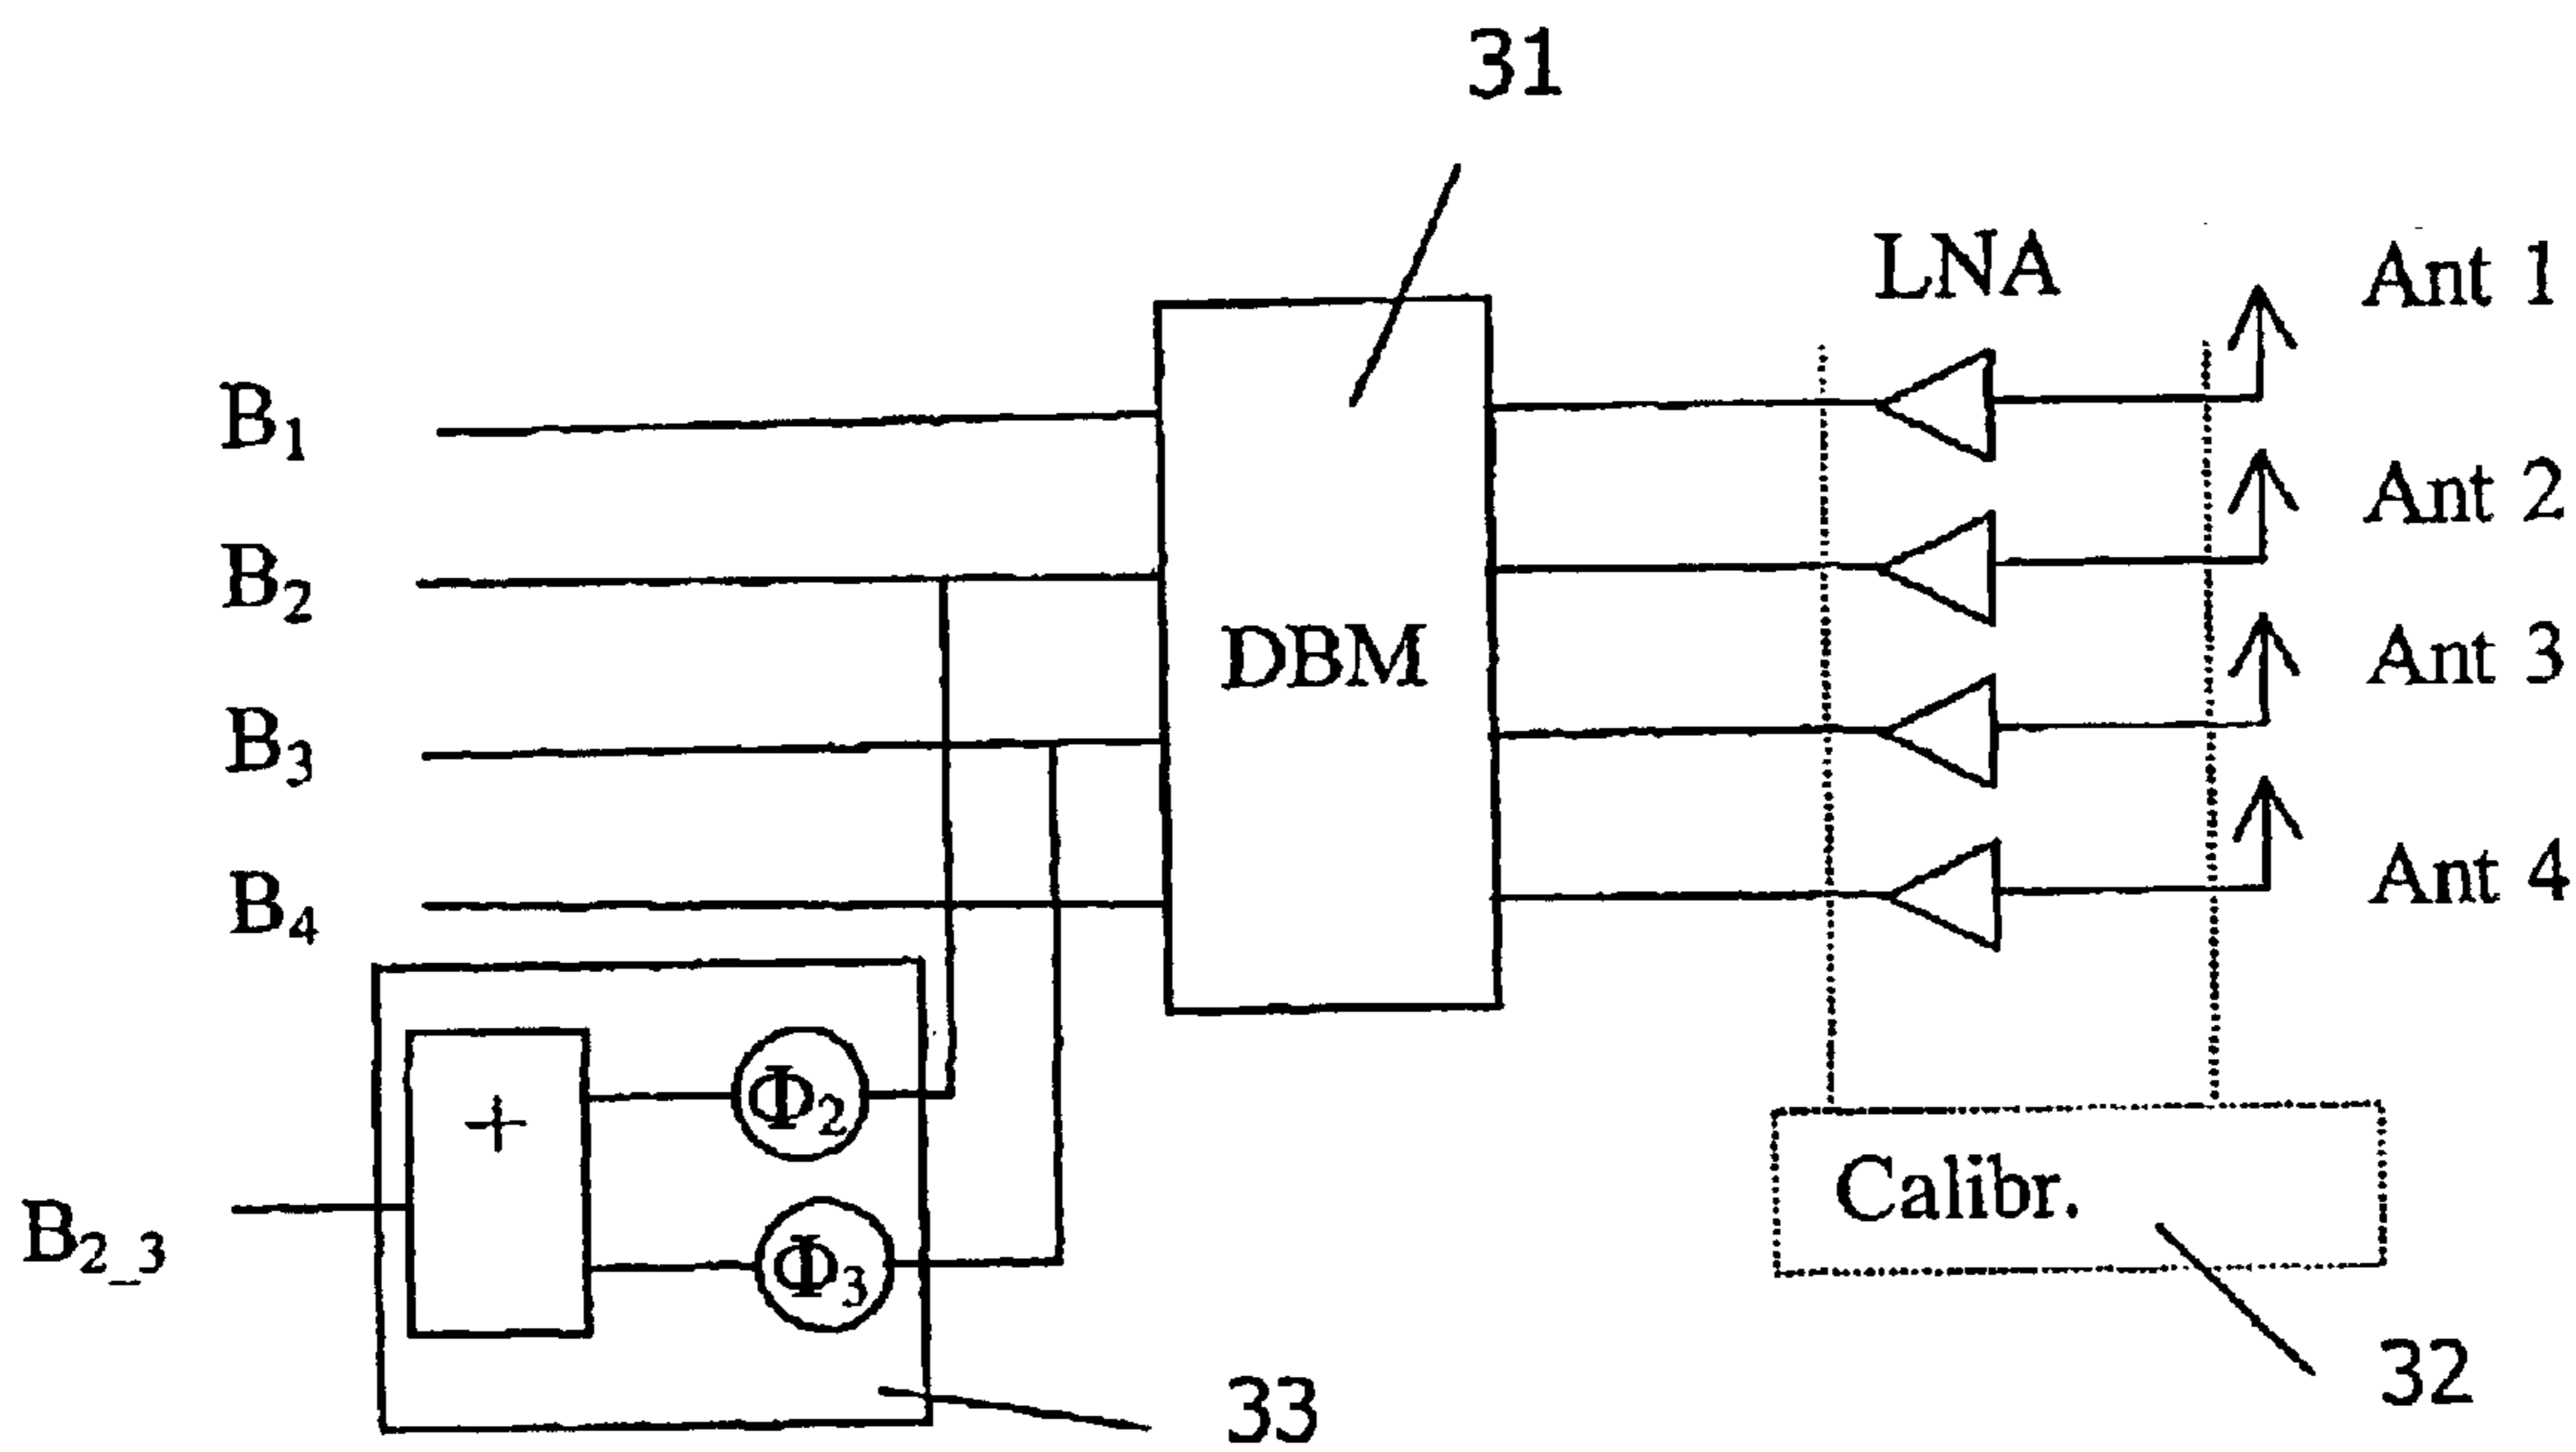 31
LNA
Ant 1
B1
Ant 2
B2
DBM
Ant 3
B3
Ant 4
B4
+
Φ2
Calibr.
B2_3
Φ3
32
33